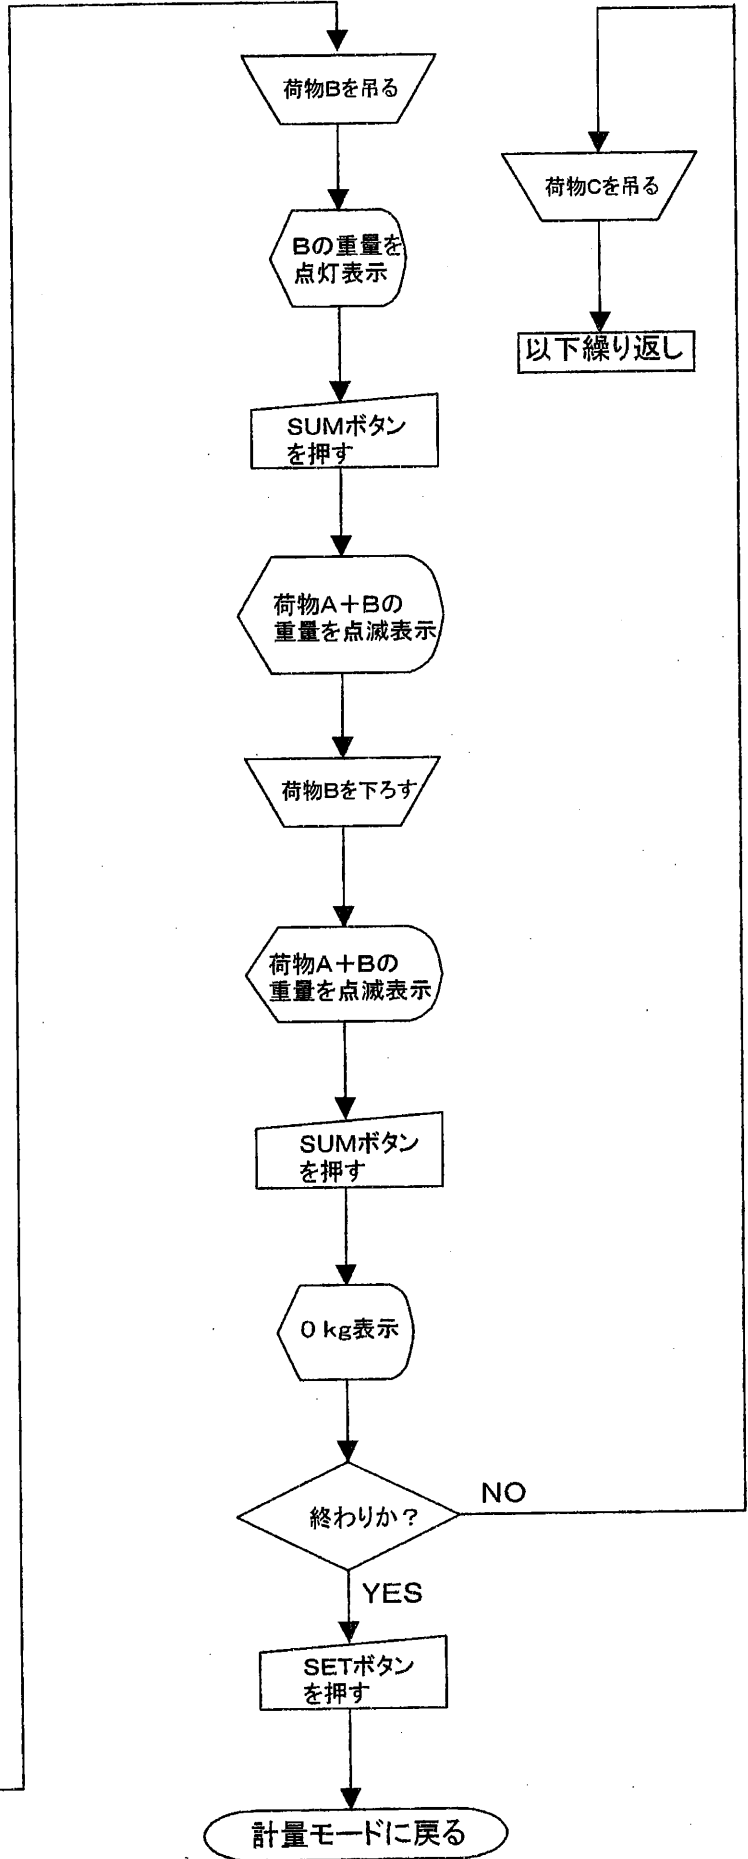 荷物Bを吊る
Bの重量を
点灯表示
SUMボタン
を押す
荷物A+Bの
重量を点滅表示
荷物Bを下ろす
荷物A+Bの
重量を点滅表示
SUMボタン
を押す
0kg表示
終わりか?
NO
YES
SETボタン
を押す
計量モードに戻る
荷物Cを吊る
以下繰り返し